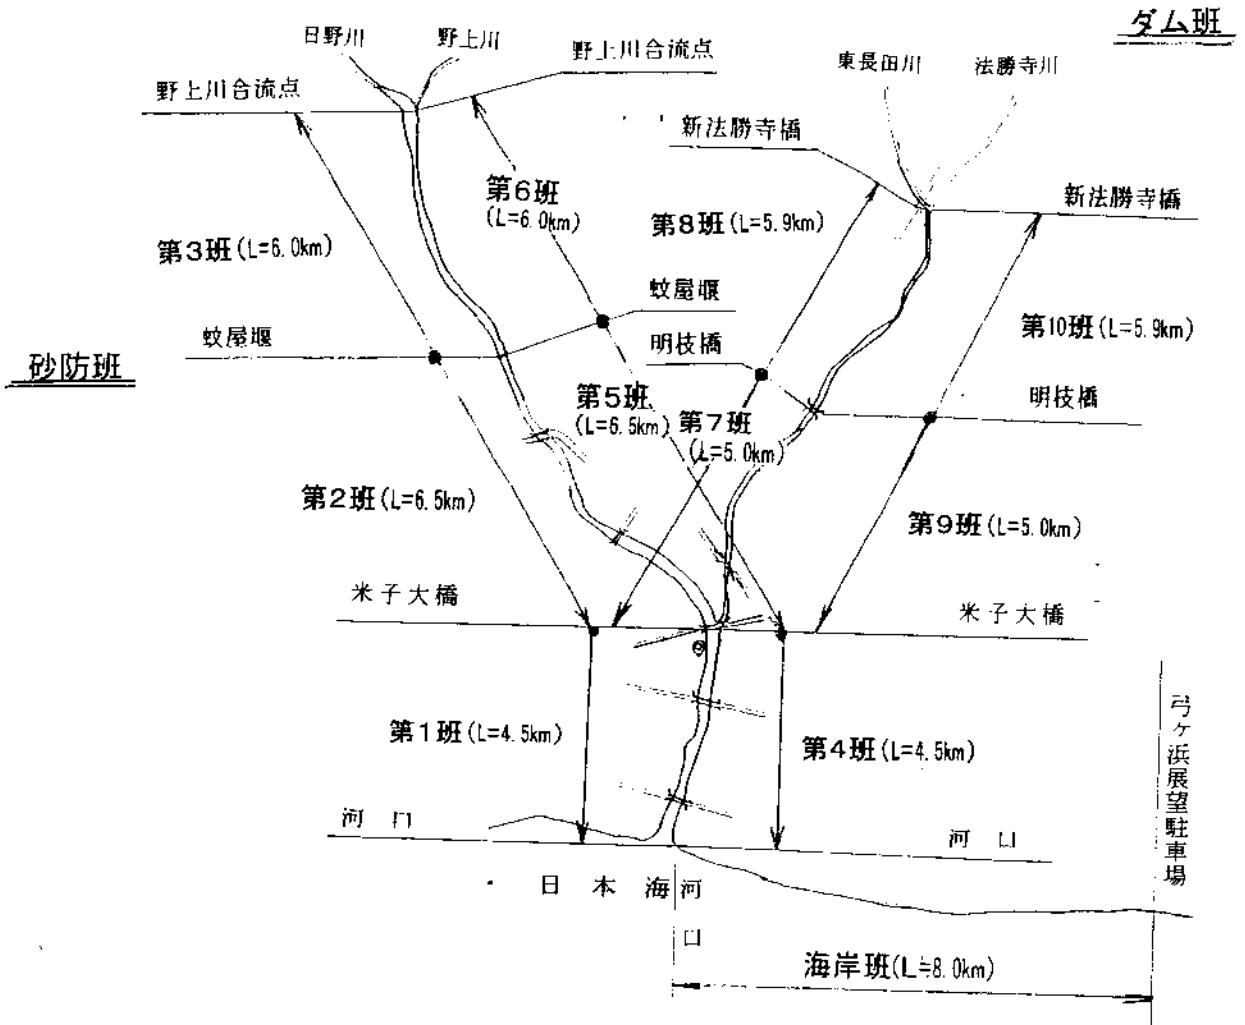 ダム班
日野川
野上川
野上川合流点
野上川合流点
東長田川
法勝寺川
新法勝寺橋
第6班
(L=6.0km)
新法勝寺橋
第3班(L=6.0km)
第8班(L=5.9km)
蚊屋堰
蚊屋堰
明枝橋
第10班(L=5.9km)
砂防班
第5班
(L=6.5km)
第7班
(L=5.0km)
明枝橋
第2班(L=6.5km)
第9班(L=5.0km)
米子大橋
米子大橋
第1班(L=4.5km)
第4班(L=4.5km)
弓ヶ浜展望駐車場
河口
河口
日本海
河口
海岸班(L≒8.0km)